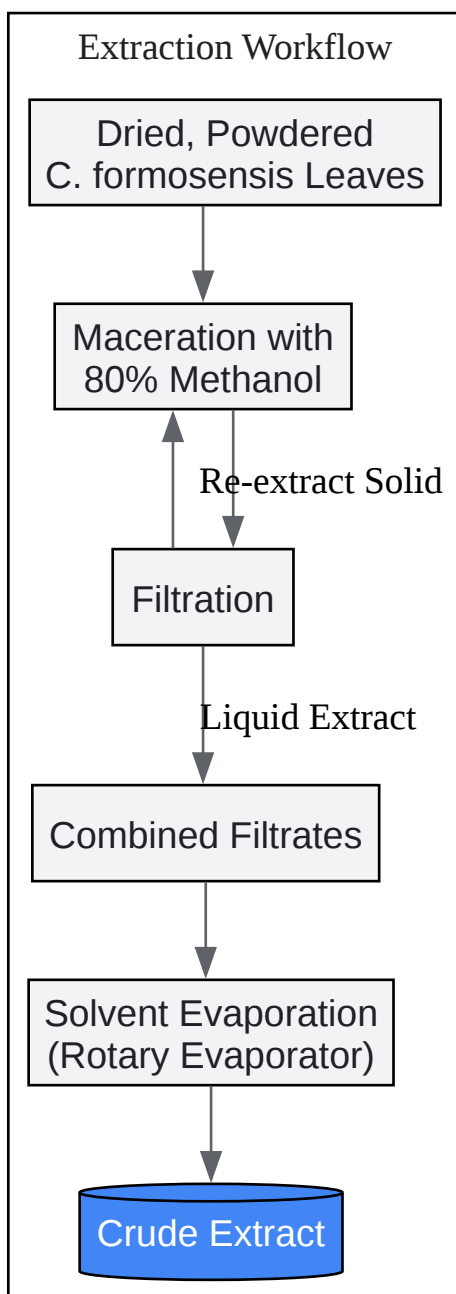 Extraction Workflow
Dried, Powdered
C. formosensis Leaves
Maceration with
80% Methanol
Re-extract Solid
Filtration
Liquid Extract
Combined Filtrates
Solvent Evaporation
(Rotary Evaporator)
Crude Extract